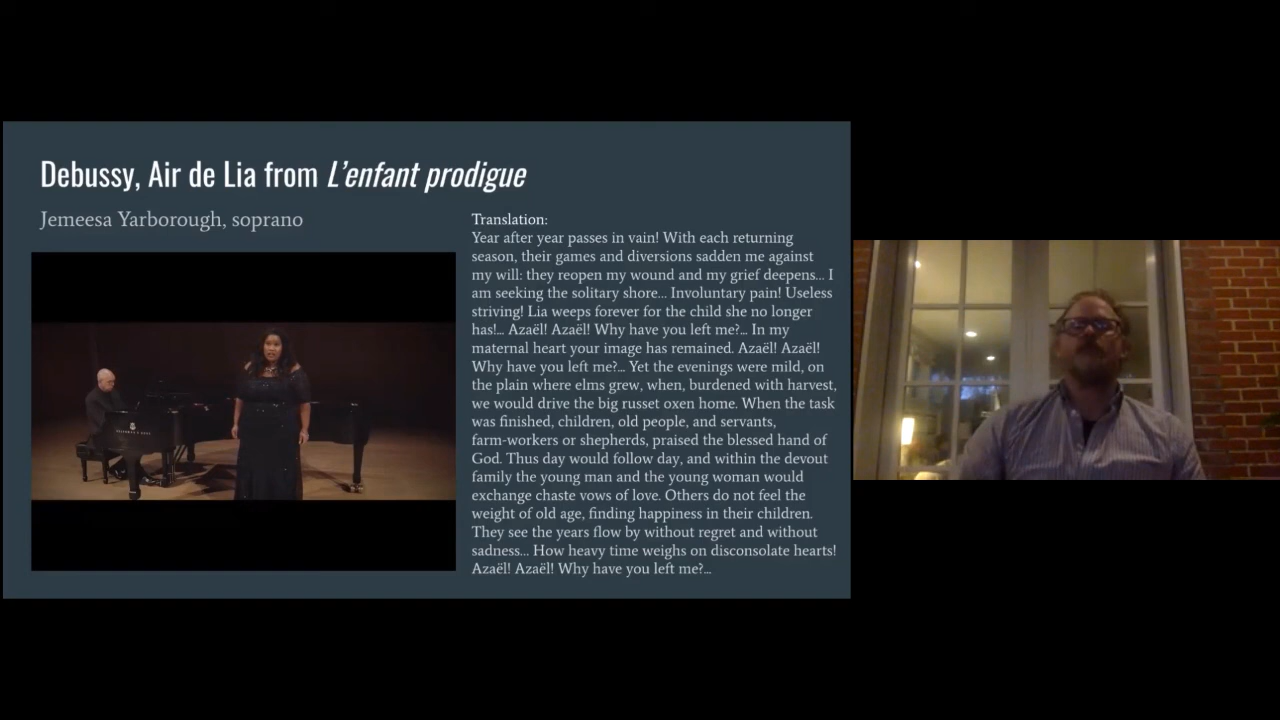 Debussy, Air de Lia from L'enfant prodigue
Jemeesa Yarborough, soprano
Translation:
Year after year passes in vain! With each returning
season, their games and diversions sadden me against
my will: they reopen my wound and my grief deepens... I
am seeking the solitary shore... Involuntary pain! Useless
striving! Lia weeps forever for the child she no longer
has!... Azaël! Azaël! Why have you left me?... In my
maternal heart your image has remained. Azaël! Azaël!
Why have you left me?... Yet the evenings were mild, on
the plain where elms grew, when, burdened with harvest,
we would drive the big russet oxen home. When the task
was finished, children, old people, and servants,
farm-workers or shepherds, praised the blessed hand of
God. Thus day would follow day, and within the devout
family the young man and the young woman would
exchange chaste vows of love. Others do not feel the
weight of old age, finding happiness in their children.
They see the years flow by without regret and without
sadness... How heavy time weighs on disconsolate hearts!
Azaël! Azaël! Why have you left me?...
STEINWAY & SONS